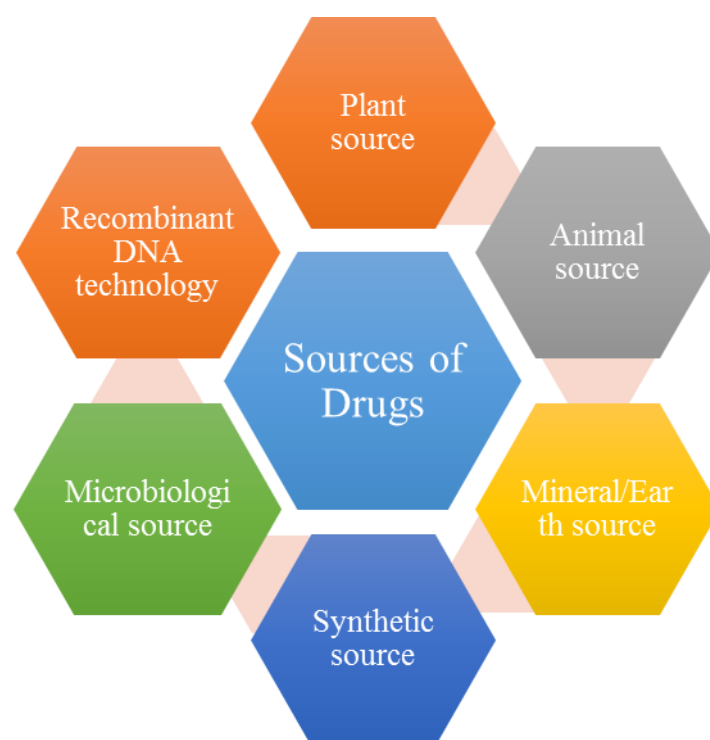 Plant
source
Recombinant
DNA
technology
Animal
source
Sources of
Drugs
Microbiologi
cal source
Mineral/Ear
th source
Synthetic
source